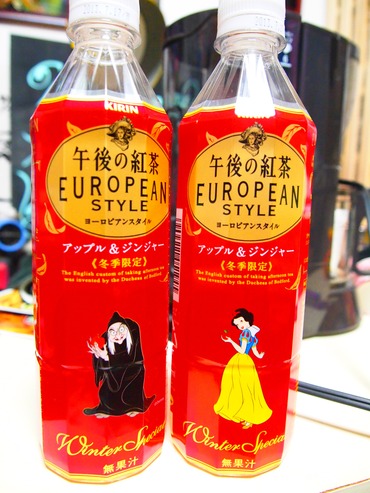 KIRIN
午後の紅茶
EUROPEAN
STYLE
ヨーロピアンスタイル
アップル&ジンジャー
《冬季限定》
The English custom of taking afternoon tea
was invented by the Duchess of Bedford.
Winter Special
無果汁
KIRIN
午後の紅茶
EUROPEAN
STYLE
ヨーロピアンスタイル
アップル&ジンジャー
《冬季限定》
The English custom of taking afternoon tea
was invented by the Duchess of Bedford.
Winter Special
無果汁